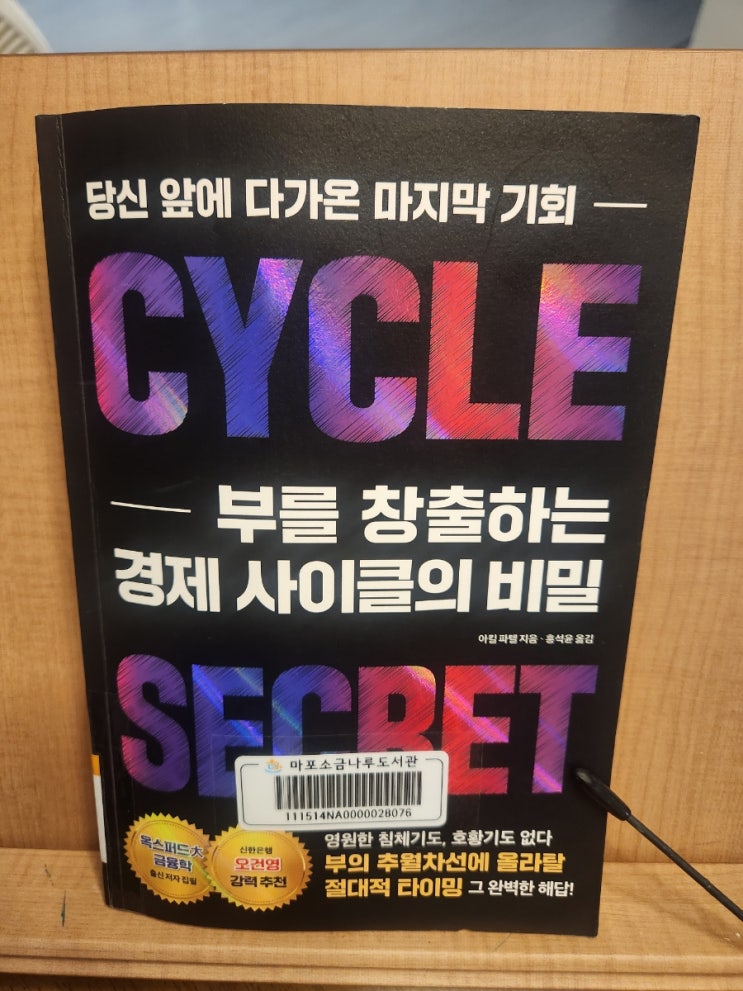 당신 앞에 다가온 마지막 기회
CYCLE
부를 창출하는
경제 사이클의 비밀
아킬 파텔 지음 · 홍석윤 옮김
SECRET
마포소금나루도서관
111514NA0000028076
옥스퍼드大
금융학
출신 저자 집필
신한은행
오건영
강력 추천
영원한 침체기도, 호황기도 없다
부의 추월차선에 올라탈
절대적 타이밍 그 완벽한 해답!